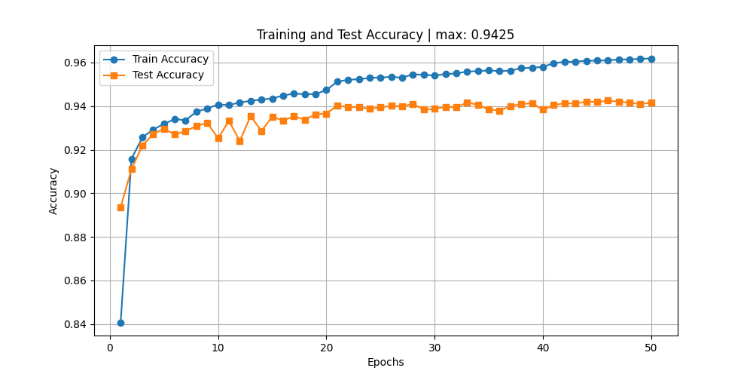 Training and Test Accuracy | max: 0.9425
Train Accuracy
Test Accuracy
Accuracy
0.96
0.94
0.92
0.90
0.88
0.86
0.84
0
10
20
30
40
50
Epochs